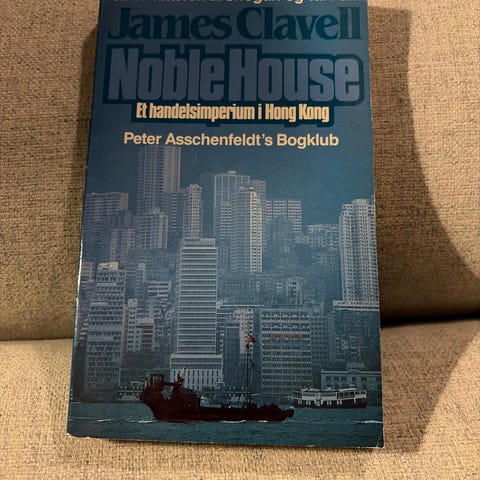 James Clavell
Noble House
Et handelsimperium i Hong Kong
Peter Asschenfeldt's Bogklub